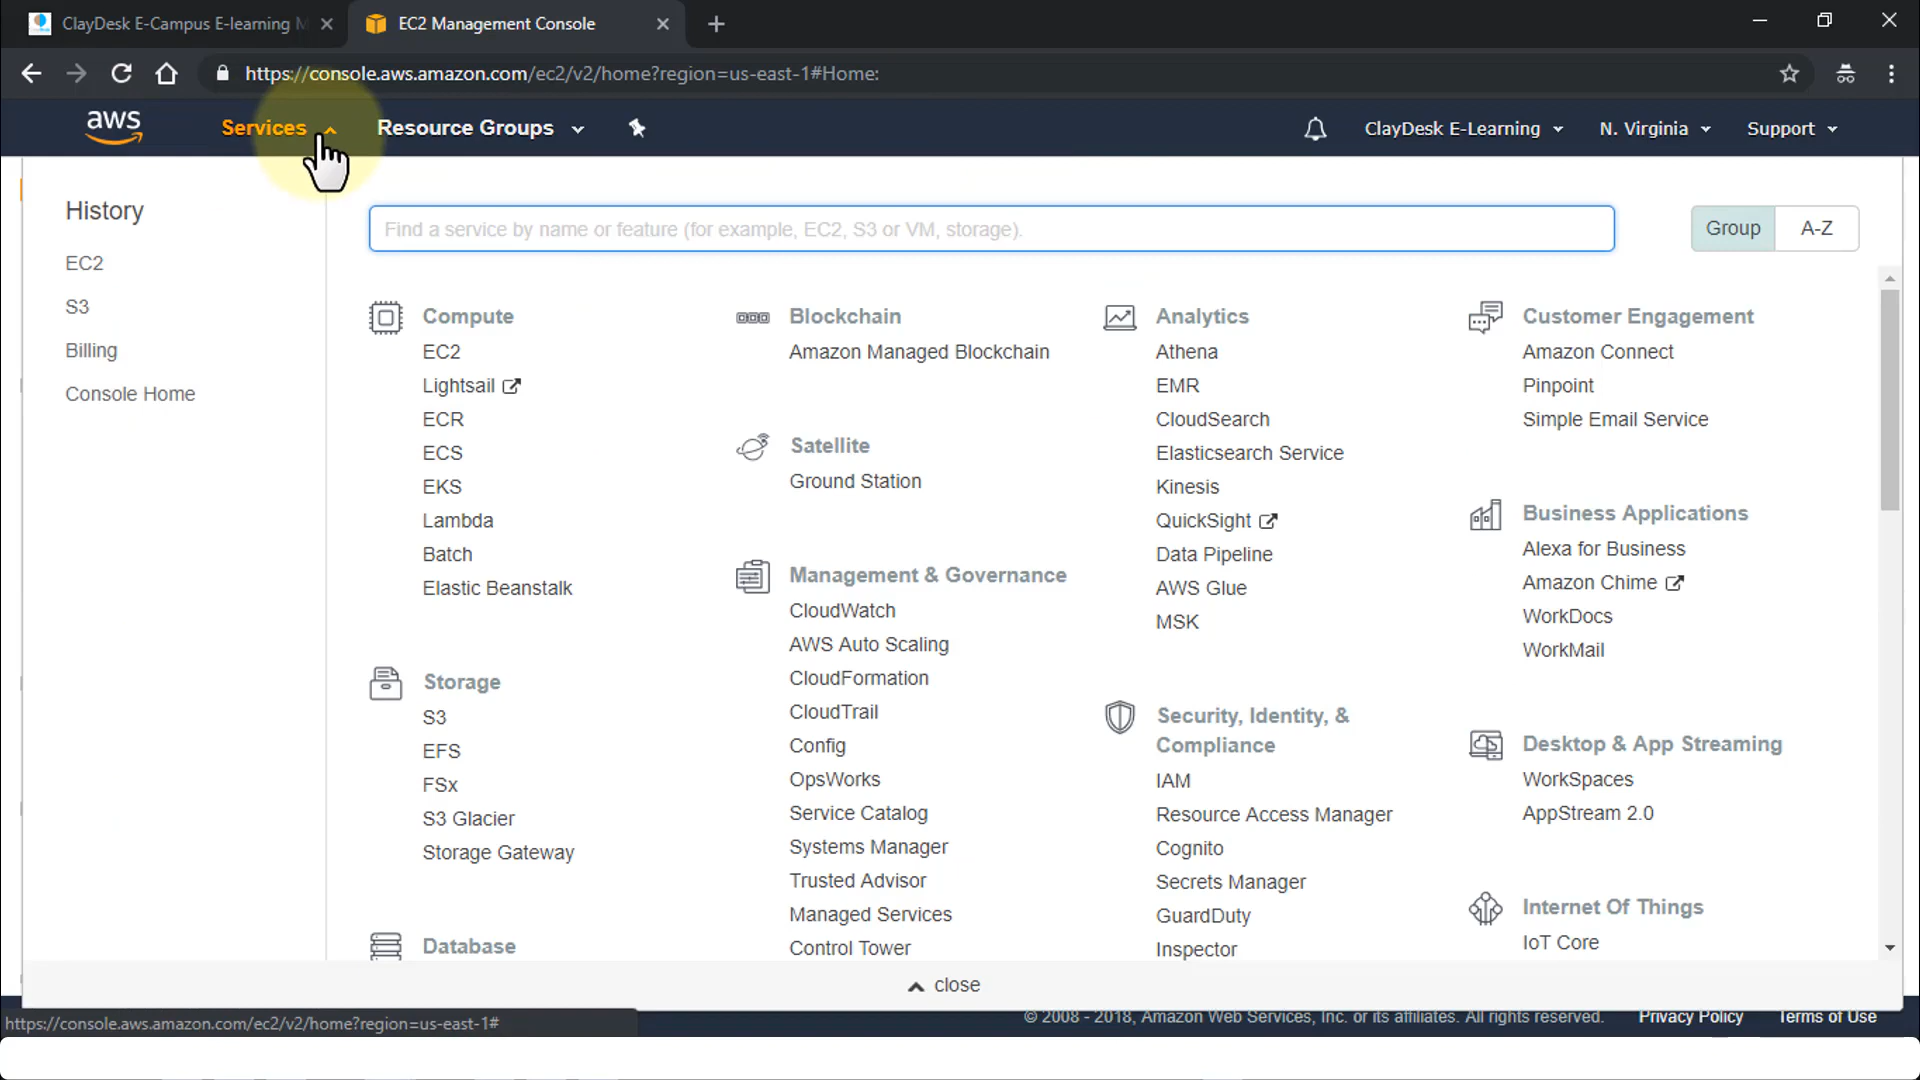 ClayDesk E-Campus E-learning M
EC2 Management Console
https://console.aws.amazon.com/ec2/v2/home?region=us-east-1#Home:
aws
Services
Resource Groups
ClayDesk E-Learning
N. Virginia
Support
History
EC2
S3
Billing
Console Home
Find a service by name or feature (for example, EC2, S3 or VM, storage).
Group
A-Z
Compute
EC2
Lightsail
ECR
ECS
EKS
Lambda
Batch
Elastic Beanstalk
Storage
S3
EFS
FSx
S3 Glacier
Storage Gateway
Database
Blockchain
Amazon Managed Blockchain
Satellite
Ground Station
Management & Governance
CloudWatch
AWS Auto Scaling
CloudFormation
CloudTrail
Config
OpsWorks
Service Catalog
Systems Manager
Trusted Advisor
Managed Services
Control Tower
Analytics
Athena
EMR
CloudSearch
Elasticsearch Service
Kinesis
QuickSight
Data Pipeline
AWS Glue
MSK
Security, Identity, &
Compliance
IAM
Resource Access Manager
Cognito
Secrets Manager
GuardDuty
Inspector
Customer Engagement
Amazon Connect
Pinpoint
Simple Email Service
Business Applications
Alexa for Business
Amazon Chime
WorkDocs
WorkMail
Desktop & App Streaming
WorkSpaces
AppStream 2.0
Internet Of Things
IoT Core
close
https://console.aws.amazon.com/ec2/v2/home?region=us-east-1#
© 2008 - 2018, Amazon Web Services, Inc. or its affiliates. All rights reserved.
Privacy Policy
Terms of Use